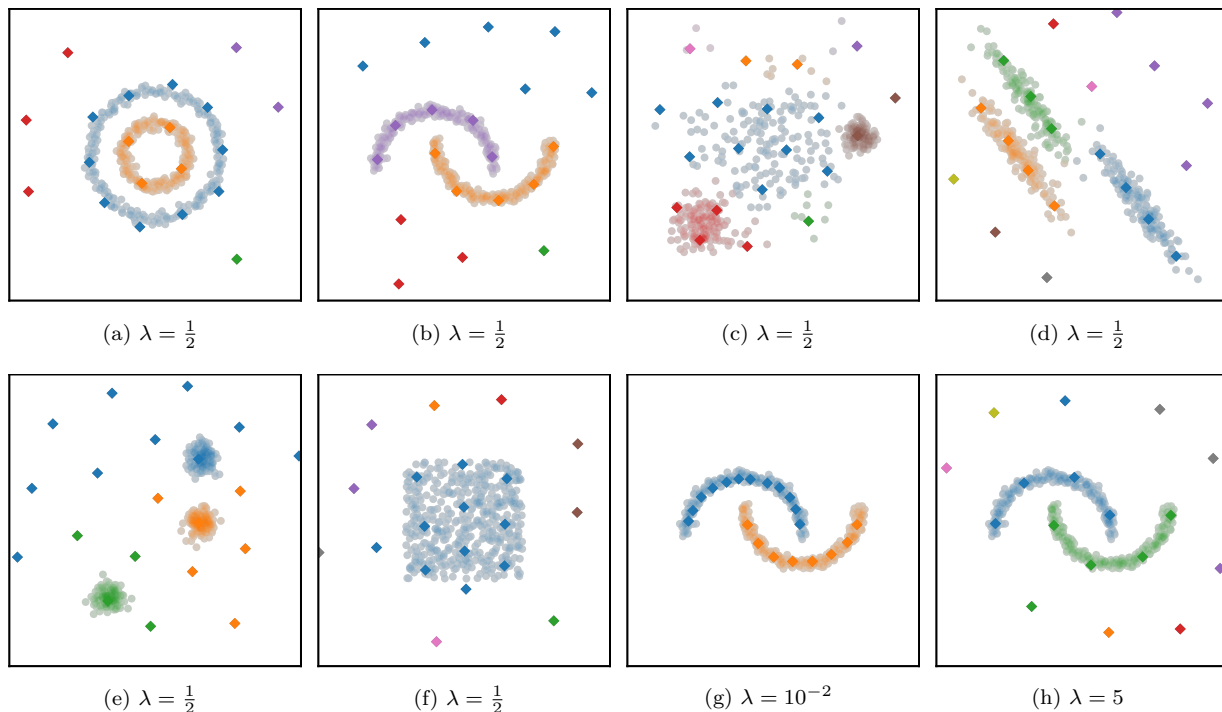 (a) λ = 1/2
(b) λ = 1/2
(c) λ = 1/2
(d) λ = 1/2
(e) λ = 1/2
(f) λ = 1/2
(g) λ = 10⁻²
(h) λ = 5